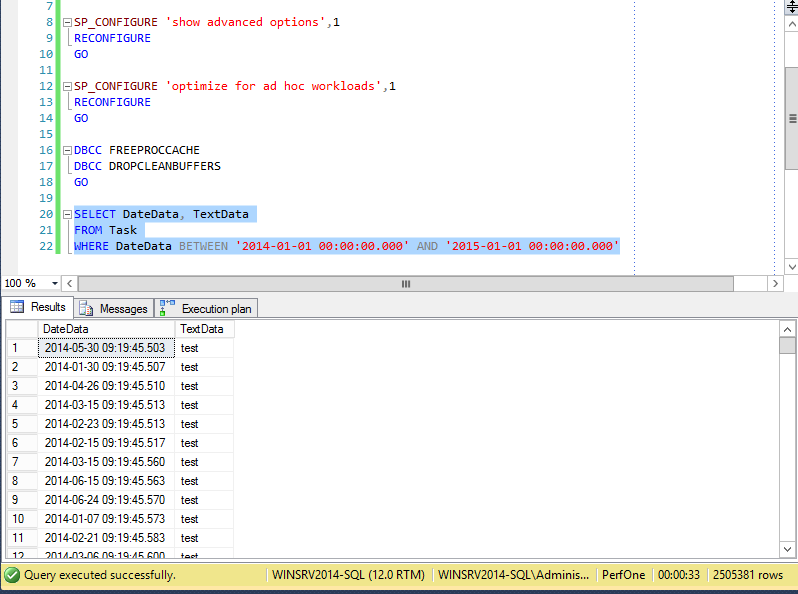 7
8 SP_CONFIGURE 'show advanced options',1
9 RECONFIGURE
10 GO
11
12 SP_CONFIGURE 'optimize for ad hoc workloads',1
13 RECONFIGURE
14 GO
15
16 DBCC FREEPROCCACHE
17 DBCC DROPCLEANBUFFERS
18 GO
19
20 SELECT DateData, TextData
21 FROM Task
22 WHERE DateData BETWEEN '2014-01-01 00:00:00.000' AND '2015-01-01 00:00:00.000'
100 %
Results Messages Execution plan
DateData TextData
1 2014-05-30 09:19:45.503 test
2 2014-01-30 09:19:45.507 test
3 2014-04-26 09:19:45.510 test
4 2014-03-15 09:19:45.513 test
5 2014-02-23 09:19:45.513 test
6 2014-02-15 09:19:45.517 test
7 2014-03-15 09:19:45.560 test
8 2014-06-15 09:19:45.563 test
9 2014-06-24 09:19:45.570 test
10 2014-01-07 09:19:45.573 test
11 2014-02-21 09:19:45.583 test
12 2014-03-06 09:19:45.600 test
Query executed successfully. WINSRV2014-SQL (12.0 RTM) WINSRV2014-SQL\Adminis... PerfOne 00:00:33 2505381 rows